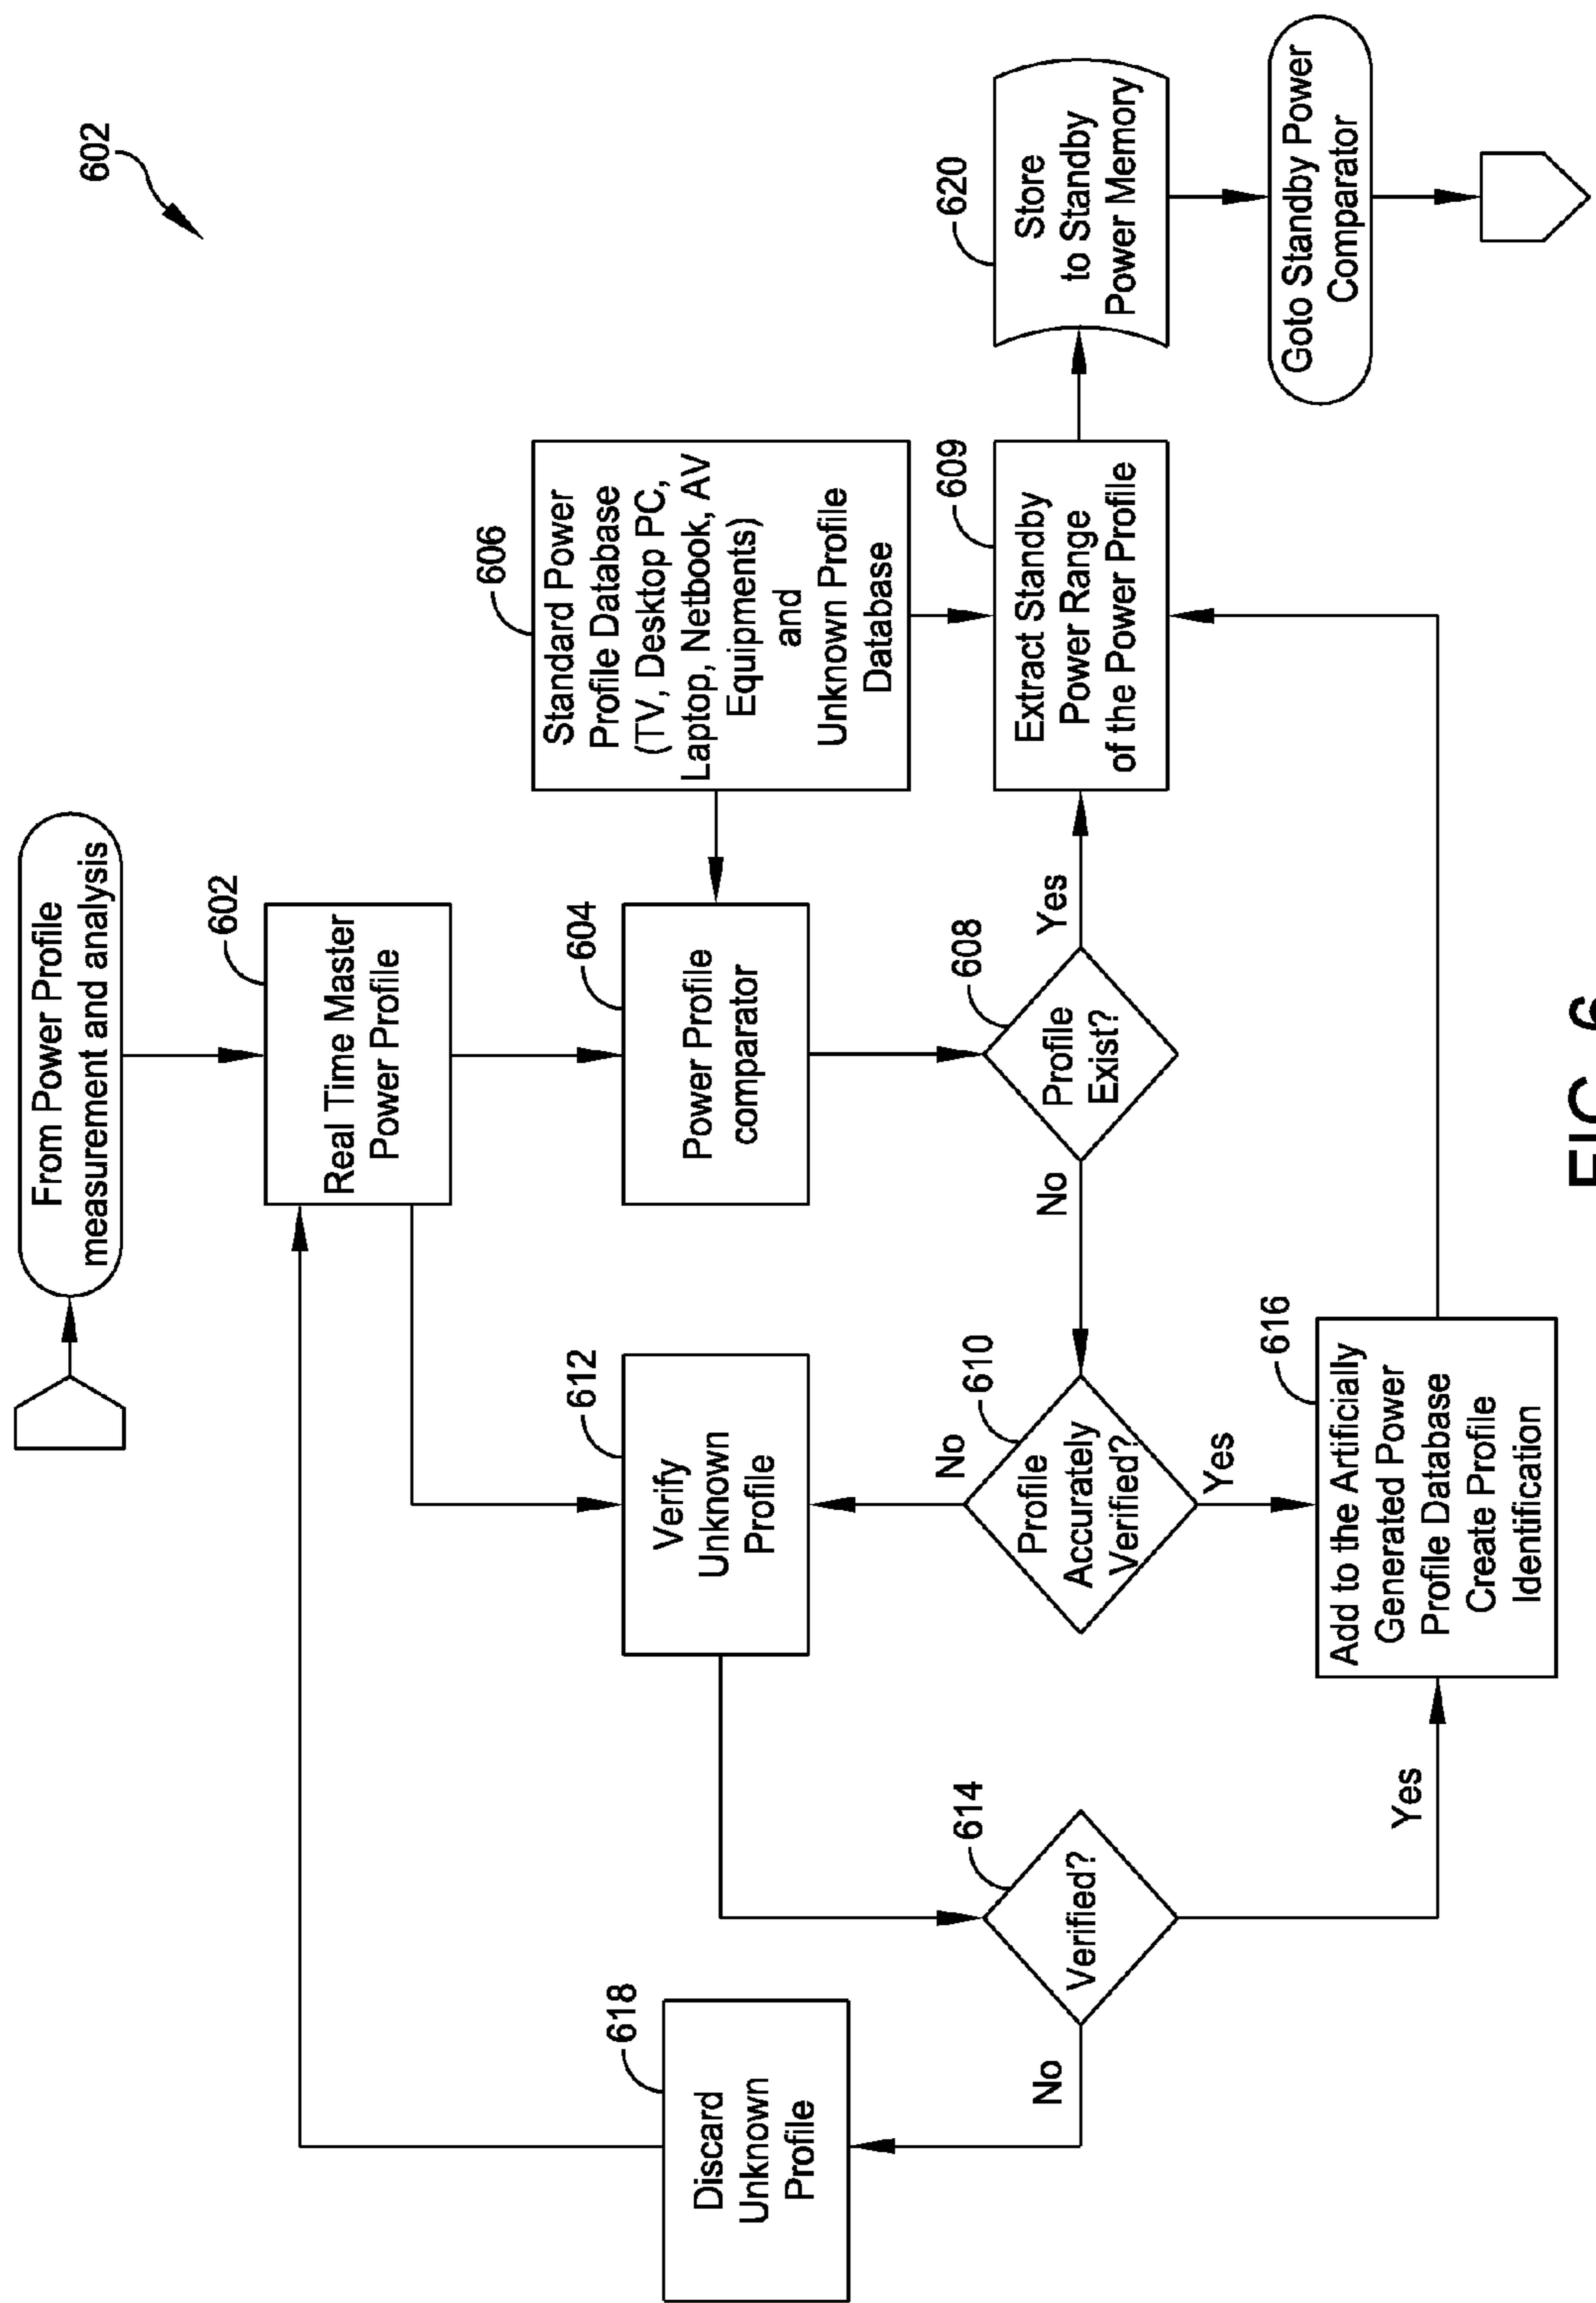 602
From Power Profile
measurement and analysis
602
Real Time Master
Power Profile
604
Power Profile
comparator
606
Standard Power
Profile Database
(TV, Desktop PC,
Laptop, Netbook, AV
Equipments)
and
Unknown Profile
Database
612
Verify
Unknown
Profile
618
Discard
Unknown
Profile
614
Verified?
No
Yes
610
Profile
Accurately
Verified?
No
Yes
608
Profile
Exist?
No
Yes
609
Extract Standby
Power Range
of the Power Profile
620
Store
to Standby
Power Memory
616
Add to the Artificially
Generated Power
Profile Database
Create Profile
Identification
Goto Standby Power
Comparator